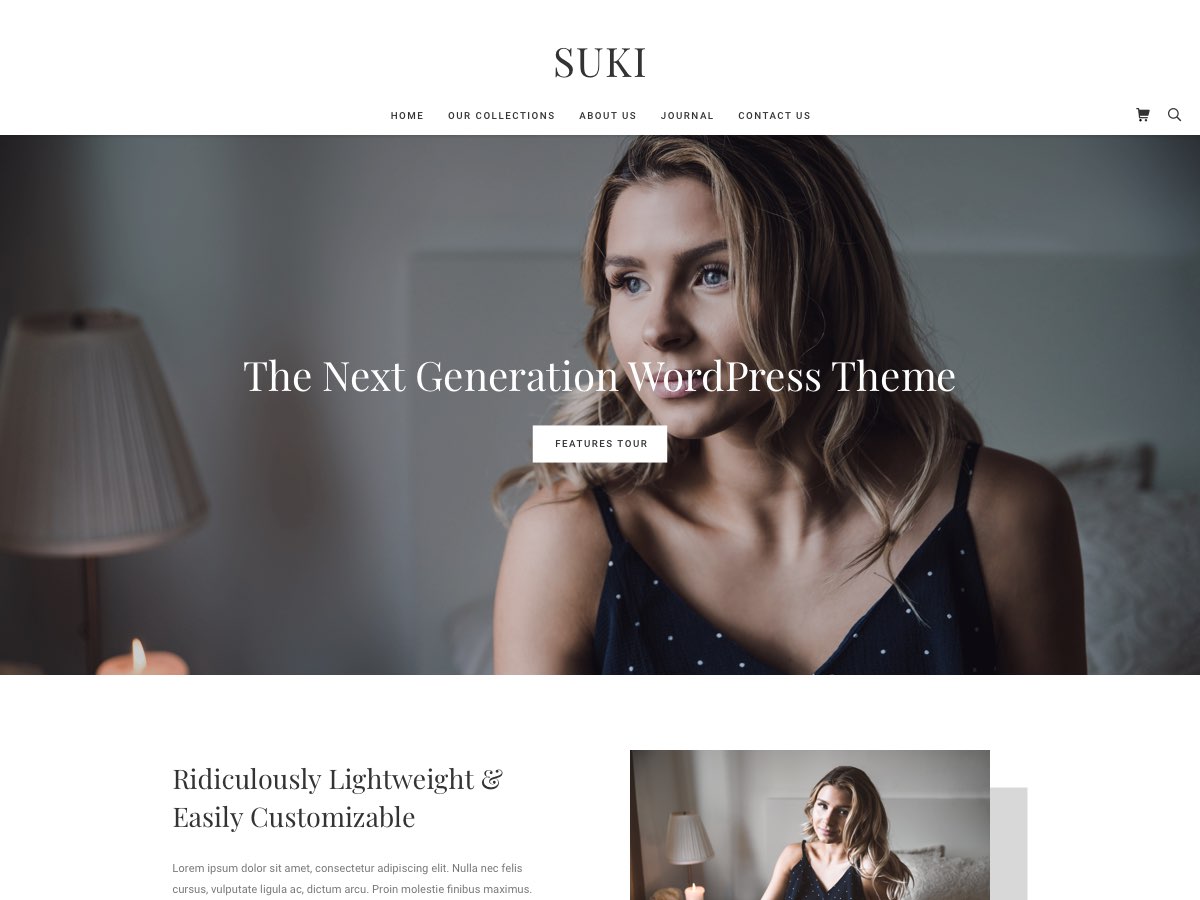 SUKI
HOME OUR COLLECTIONS ABOUT US JOURNAL CONTACT US
The Next Generation WordPress Theme
FEATURES TOUR
Ridiculously Lightweight &
Easily Customizable
Lorem ipsum dolor sit amet, consectetur adipiscing elit. Nulla nec felis
cursus, vulputate ligula ac, dictum arcu. Proin molestie finibus maximus.